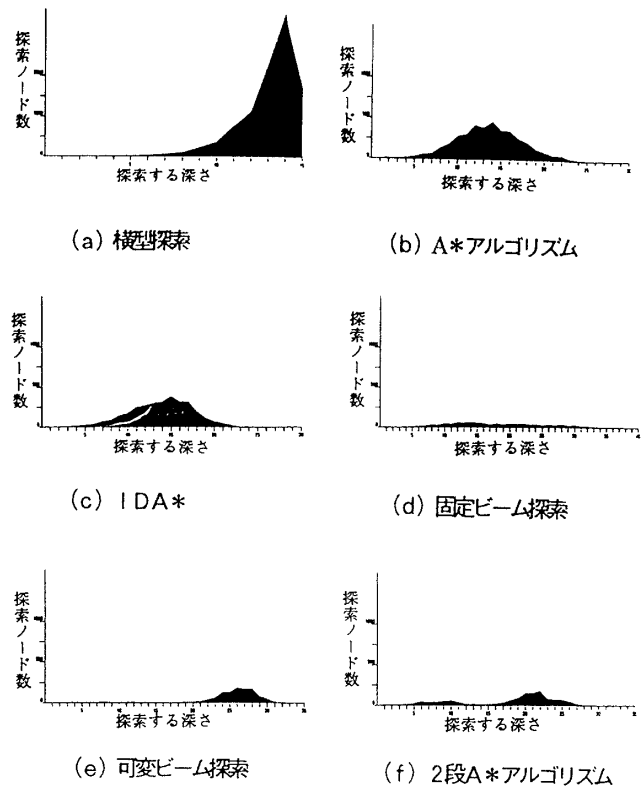 探索ノード数
探索する深さ
(a) 横型探索
探索ノード数
探索する深さ
(b) A*アルゴリズム
探索ノード数
探索する深さ
(c) IDA*
探索ノード数
探索する深さ
(d) 固定ビーム探索
探索ノード数
探索する深さ
(e) 可変ビーム探索
探索ノード数
探索する深さ
(f) 2段A*アルゴリズム